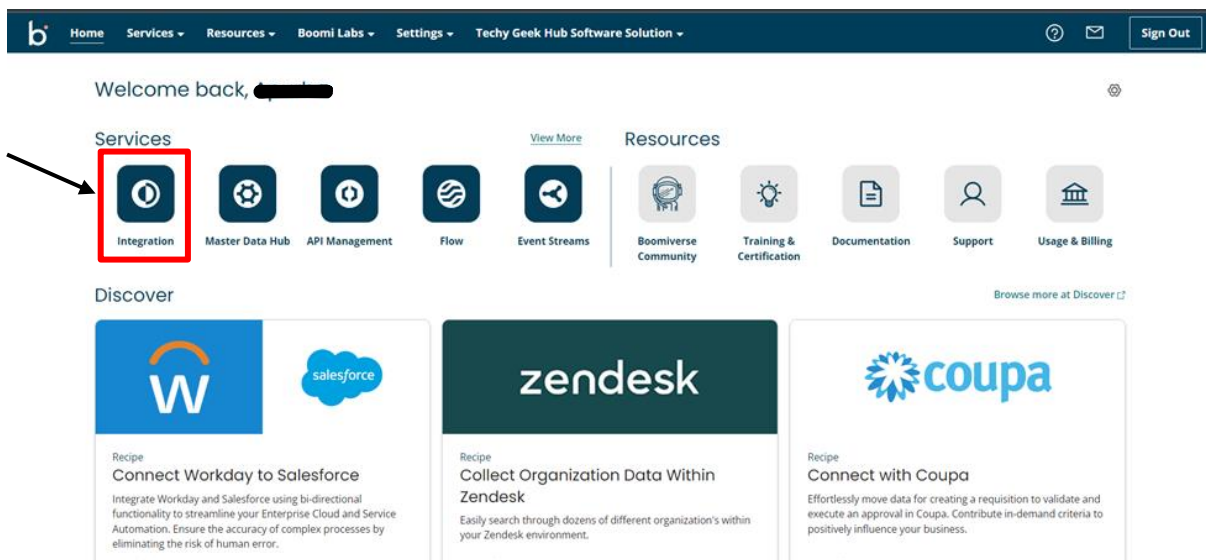 b Home Services Resources Boomi Labs Settings Techy Geek Hub Software Solution Sign Out
Welcome back,
Services View More Resources
Integration Master Data Hub API Management Flow Event Streams
Boomiverse Community
Training & Certification
Documentation Support Usage & Billing
Discover Browse more at Discover
W
salesforce
zendesk
coupa
Recipe
Connect Workday to Salesforce
Integrate Workday and Salesforce using bi-directional
functionality to streamline your Enterprise Cloud and Service
Automation. Ensure the accuracy of complex processes by
eliminating the risk of human error.
Recipe
Collect Organization Data Within
Zendesk
Easily search through dozens of different organization's within
your Zendesk environment.
Recipe
Connect with Coupa
Effortlessly move data for creating a requisition to validate and
execute an approval in Coupa. Contribute in-demand criteria to
positively influence your business.